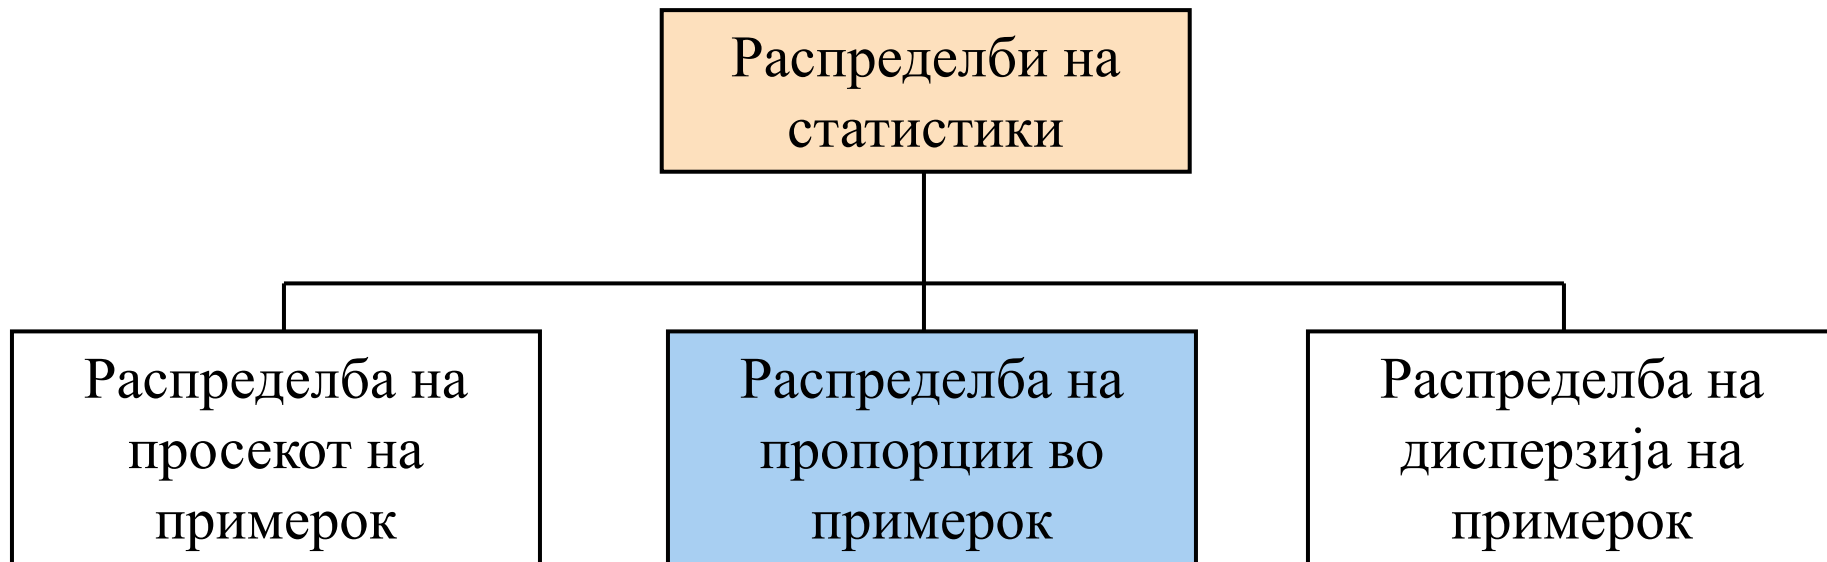 Распределби на
статистики
Распределба на
просекот на
примерок
Распределба на
пропорции во
примерок
Распределба на
дисперзија на
примерок